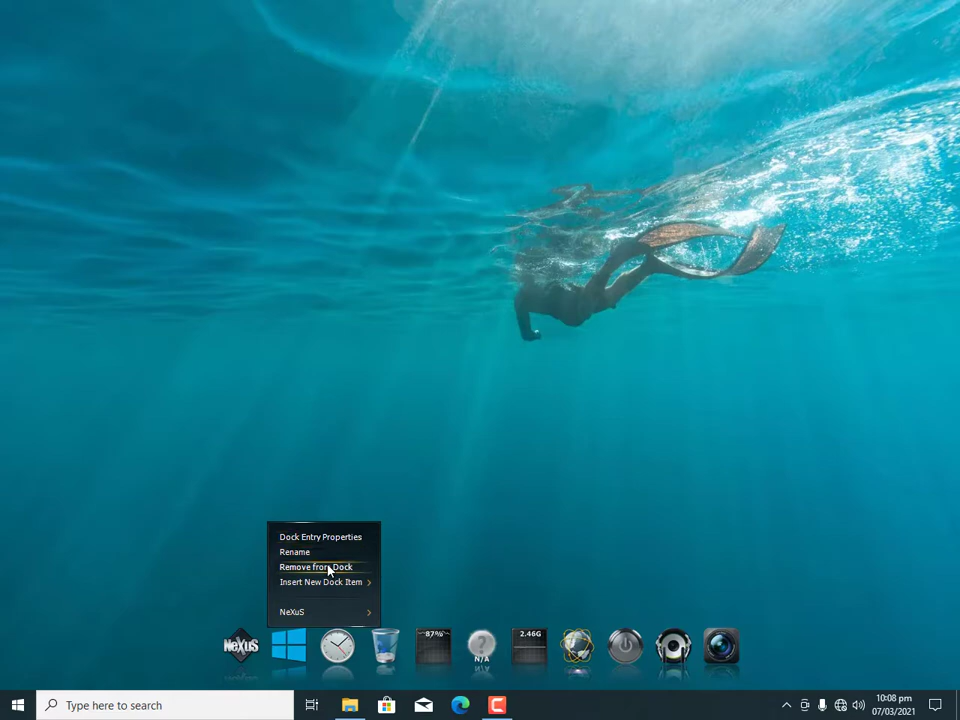 Dock Entry Properties
Rename
Remove from Dock
Insert New Dock Item
NeXuS
NeXuS
87%
N/A
2.46G
Type here to search
10:08 pm
07/03/2021